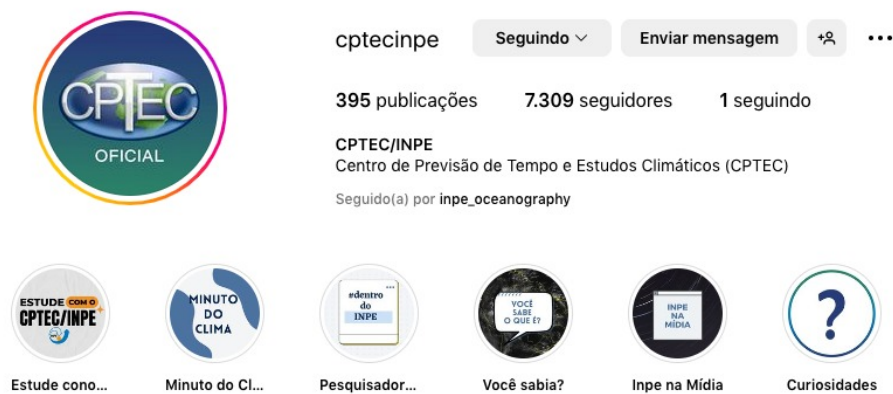 cptecinpe Seguindo Enviar mensagem
395 publicações 7.309 seguidores 1 seguindo
CPTEC/INPE
Centro de Previsão de Tempo e Estudos Climáticos (CPTEC)
Seguido(a) por inpe_oceanography
CPTEC
OFICIAL
ESTUDE COM O
CPTEC/INPE
MINUTO
DO
CLIMA
#dentro
do
INPE
VOCÊ
SABE
O QUE É?
INPE
NA
MÍDIA
?
Estude cono... Minuto do Cl... Pesquisador... Você sabia? Inpe na Mídia Curiosidades